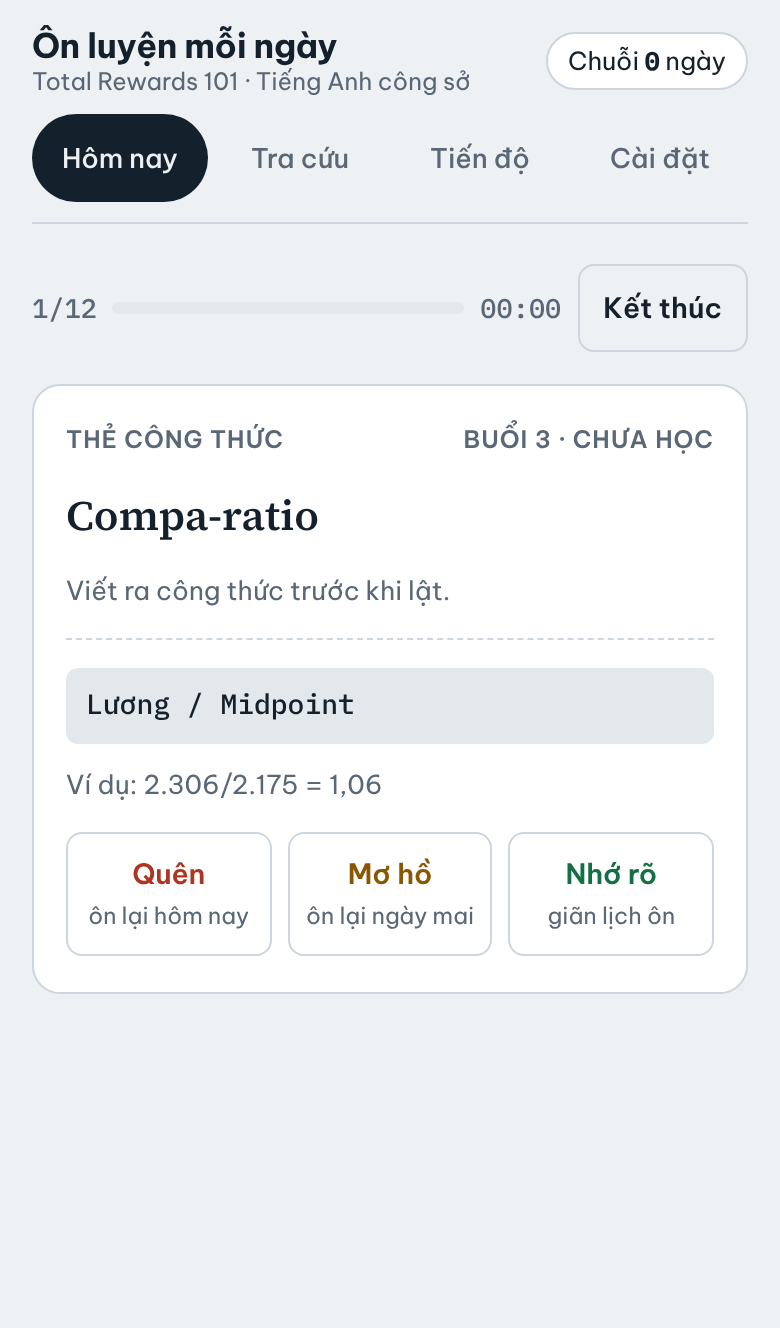 Ôn luyện mỗi ngày
Total Rewards 101 · Tiếng Anh công sở
Chuỗi 0 ngày
Hôm nay
Tra cứu
Tiến độ
Cài đặt
1/12
00:00
Kết thúc
THẺ CÔNG THỨC
BUỔI 3 · CHƯA HỌC
Compa-ratio
Viết ra công thức trước khi lật.
Lương / Midpoint
Ví dụ: 2.306/2.175 = 1,06
Quên
ôn lại hôm nay
Mơ hồ
ôn lại ngày mai
Nhớ rõ
giãn lịch ôn